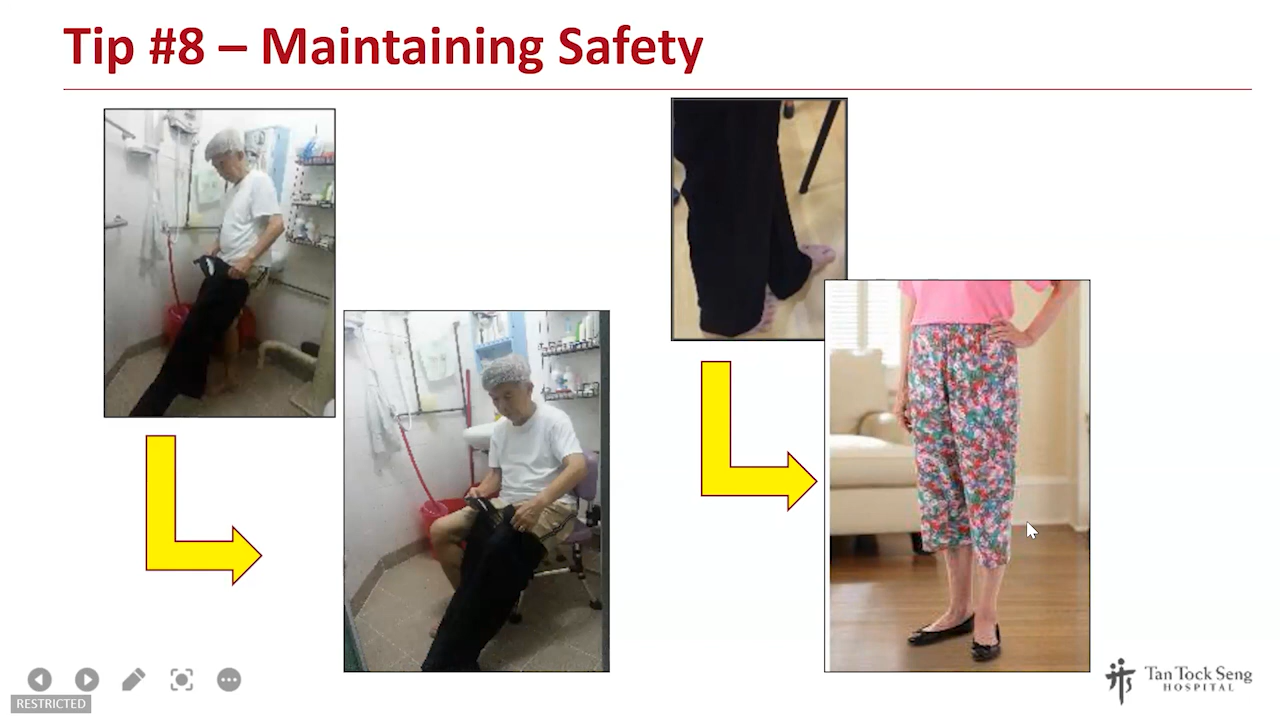 Tip #8 – Maintaining Safety
Tan Tock Seng
HOSPITAL
RESTRICTED